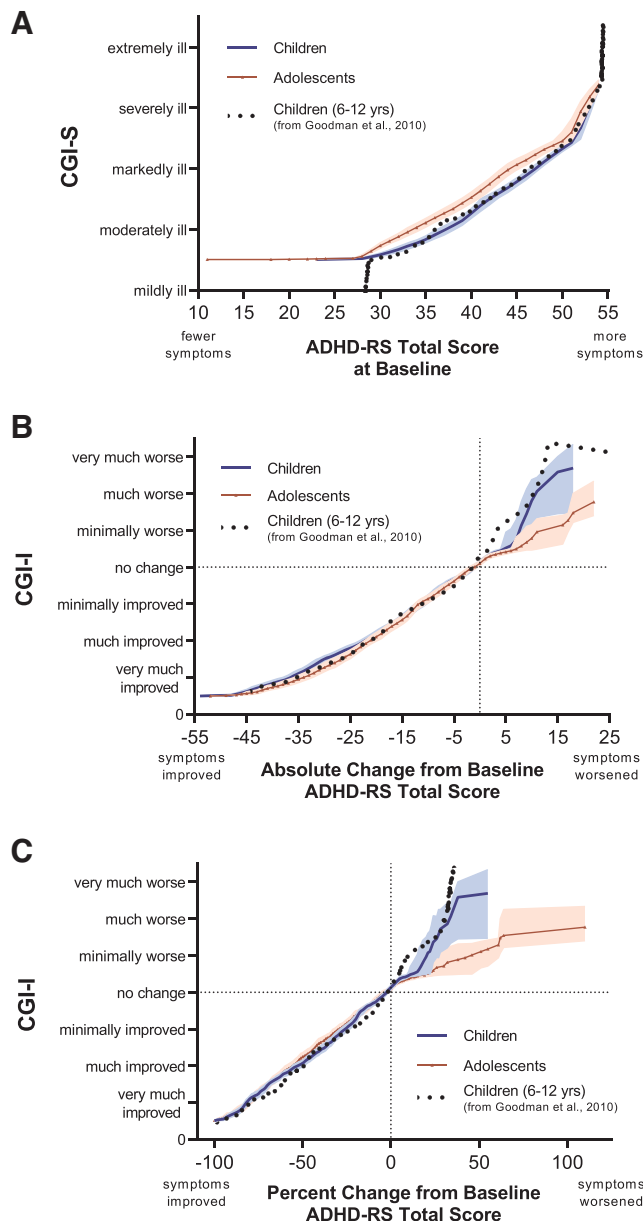 A
CGI-S
extremely ill
severely ill
markedly ill
moderately ill
mildly ill
Children
Adolescents
Children (6-12 yrs)
(from Goodman et al., 2010)
10 15 20 25 30 35 40 45 50 55
fewer
symptoms
ADHD-RS Total Score
at Baseline
more
symptoms
B
CGI-I
very much worse
much worse
minimally worse
no change
minimally improved
much improved
very much
improved
0
Children
Adolescents
Children (6-12 yrs)
(from Goodman et al., 2010)
-55 -45 -35 -25 -15 -5 5 15 25
symptoms
improved
Absolute Change from Baseline
ADHD-RS Total Score
symptoms
worsened
C
CGI-I
very much worse
much worse
minimally worse
no change
minimally improved
much improved
very much
improved
0
Children
Adolescents
Children (6-12 yrs)
(from Goodman et al., 2010)
-100 -50 0 50 100
symptoms
improved
Percent Change from Baseline
ADHD-RS Total Score
symptoms
worsened